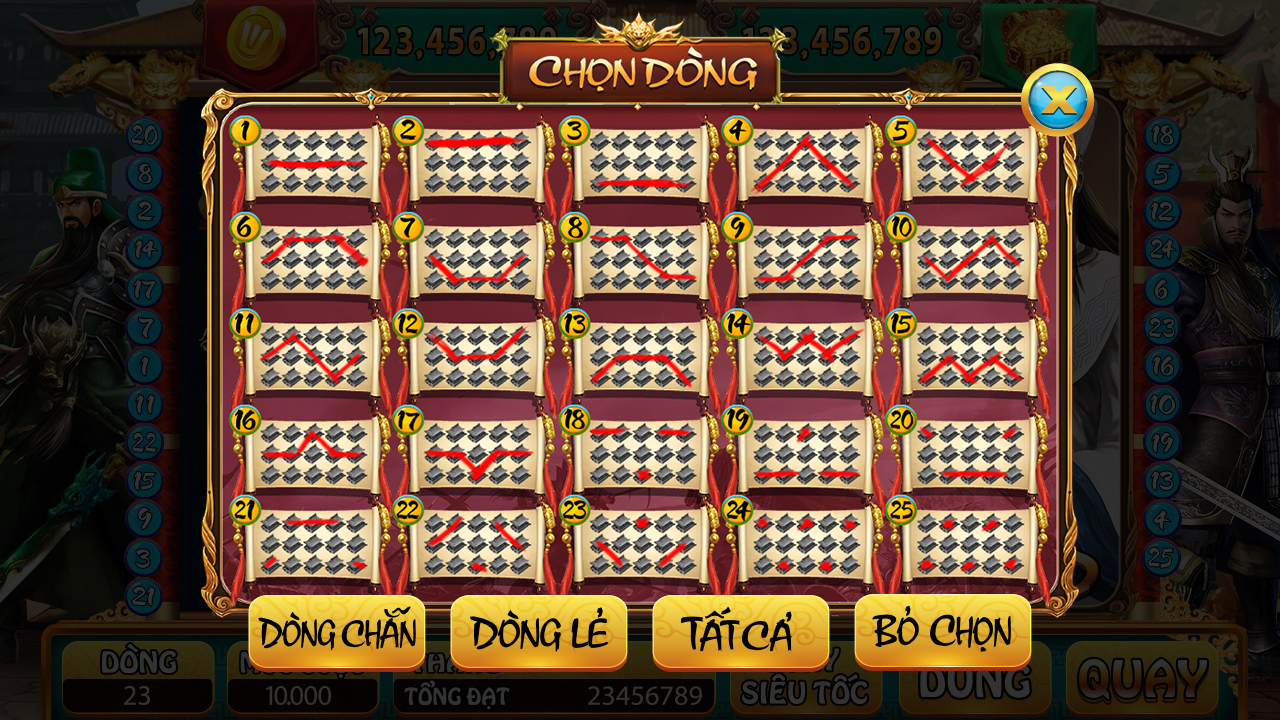 123,456,789
123,456,789
CHỌN DÒNG
X
1 2 3 4 5
6 7 8 9 10
11 12 13 14 15
16 17 18 19 20
21 22 23 24 25
20
8
2
14
17
7
1
11
22
15
9
3
21
18
5
12
24
6
23
16
10
19
13
4
25
DÒNG CHẴN
DÒNG LẺ
TẤT CẢ
BỎ CHỌN
DÒNG
23
10.000
TỔNG ĐẠT 23456789
SIÊU TỐC
DỪNG
QUAY